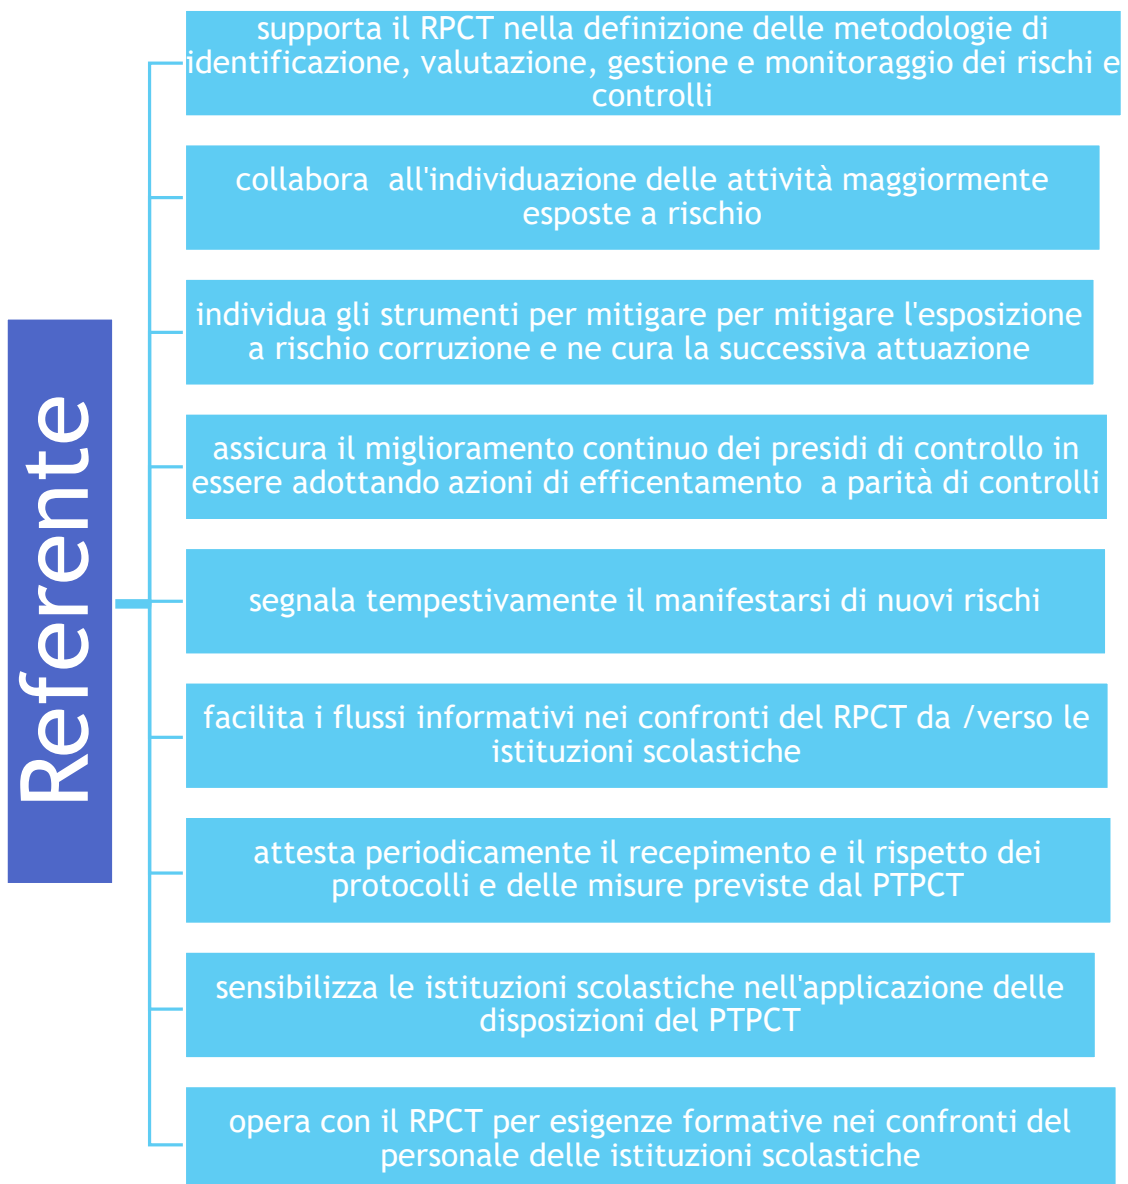 Referente
supporta il RPCT nella definizione delle metodologie di
identificazione, valutazione, gestione e monitoraggio dei rischi e
controlli
collabora  all'individuazione delle attività maggiormente
esposte a rischio
individua gli strumenti per mitigare per mitigare l'esposizione
a rischio corruzione e ne cura la successiva attuazione
assicura il miglioramento continuo dei presidi di controllo in
essere adottando azioni di efficentamento  a parità di controlli
segnala tempestivamente il manifestarsi di nuovi rischi
facilita i flussi informativi nei confronti del RPCT da /verso le
istituzioni scolastiche
attesta periodicamente il recepimento e il rispetto dei
protocolli e delle misure previste dal PTPCT
sensibilizza le istituzioni scolastiche nell'applicazione delle
disposizioni del PTPCT
opera con il RPCT per esigenze formative nei confronti del
personale delle istituzioni scolastiche